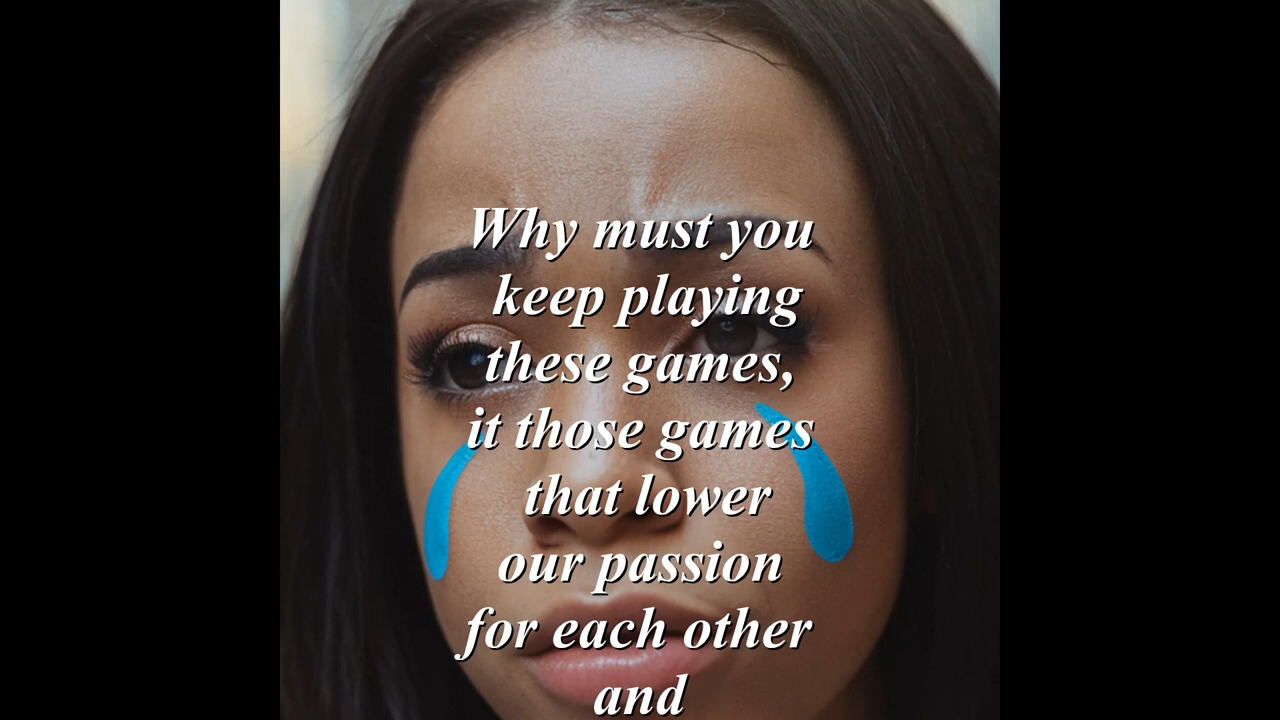 Why must you
keep playing
these games,
it those games
that lower
our passion
for each other
and